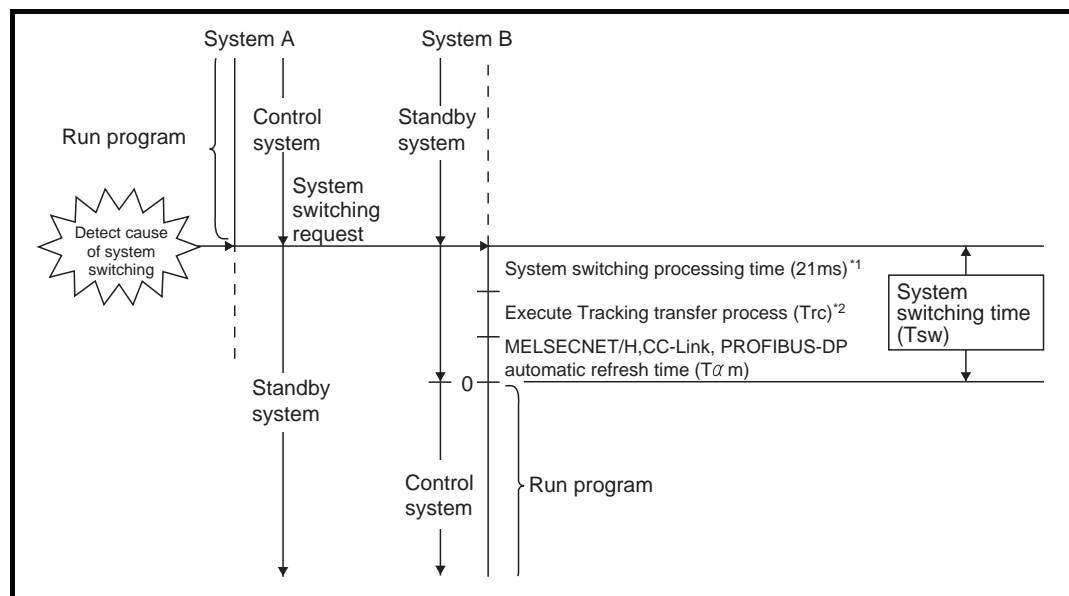 System A
System B
Run program
Control
system
Standby
system
System
switching
request
Detect cause
of system
switching
System switching processing time (21ms)*1
Execute Tracking transfer process (Trc)*2
MELSECNET/H,CC-Link, PROFIBUS-DP
automatic refresh time (Tα m)
System
switching time
(Tsw)
0
Standby
system
Control
system
Run program